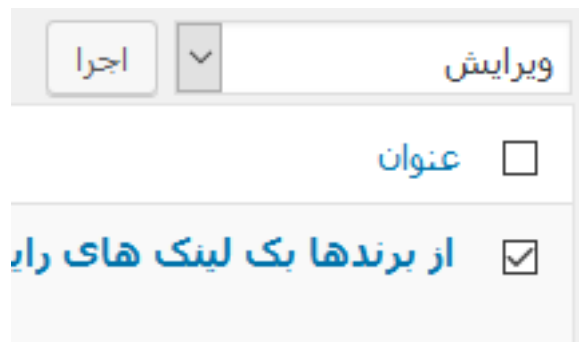 ویرایش اجرا
عنوان
از برندها بک لینک های